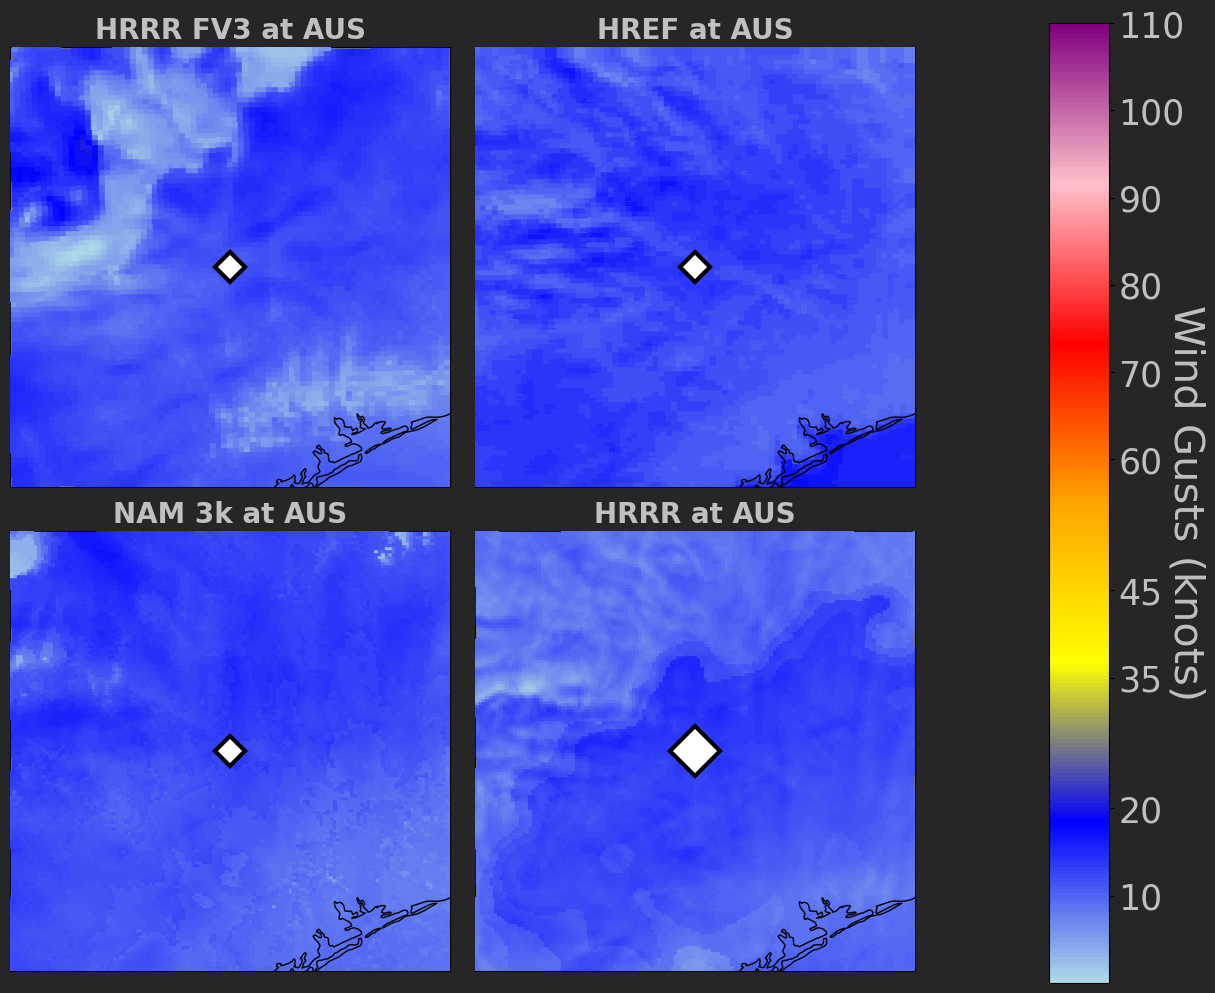 HRRR FV3 at AUS
HREF at AUS
NAM 3k at AUS
HRRR at AUS
110
100
90
80
70
60
45
35
20
10
Wind Gusts (knots)